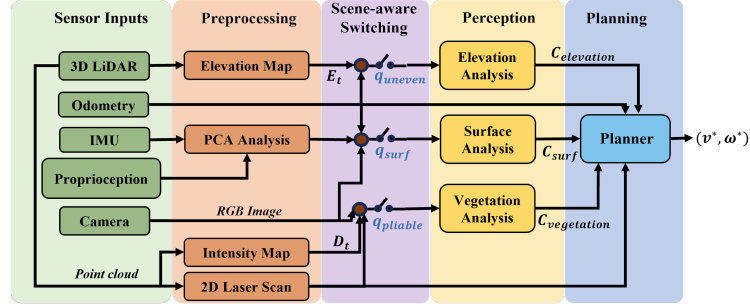 Sensor Inputs
Preprocessing
Scene-aware
Switching
Perception
Planning
3D LiDAR
Elevation Map
E_t
q_uneven
Elevation
Analysis
C_elevation
Odometry
IMU
PCA Analysis
q_surf
Surface
Analysis
C_surf
Planner
(v*, ω*)
Proprioception
Camera
RGB Image
q_pliable
Vegetation
Analysis
C_vegetation
D_t
Intensity Map
Point cloud
2D Laser Scan